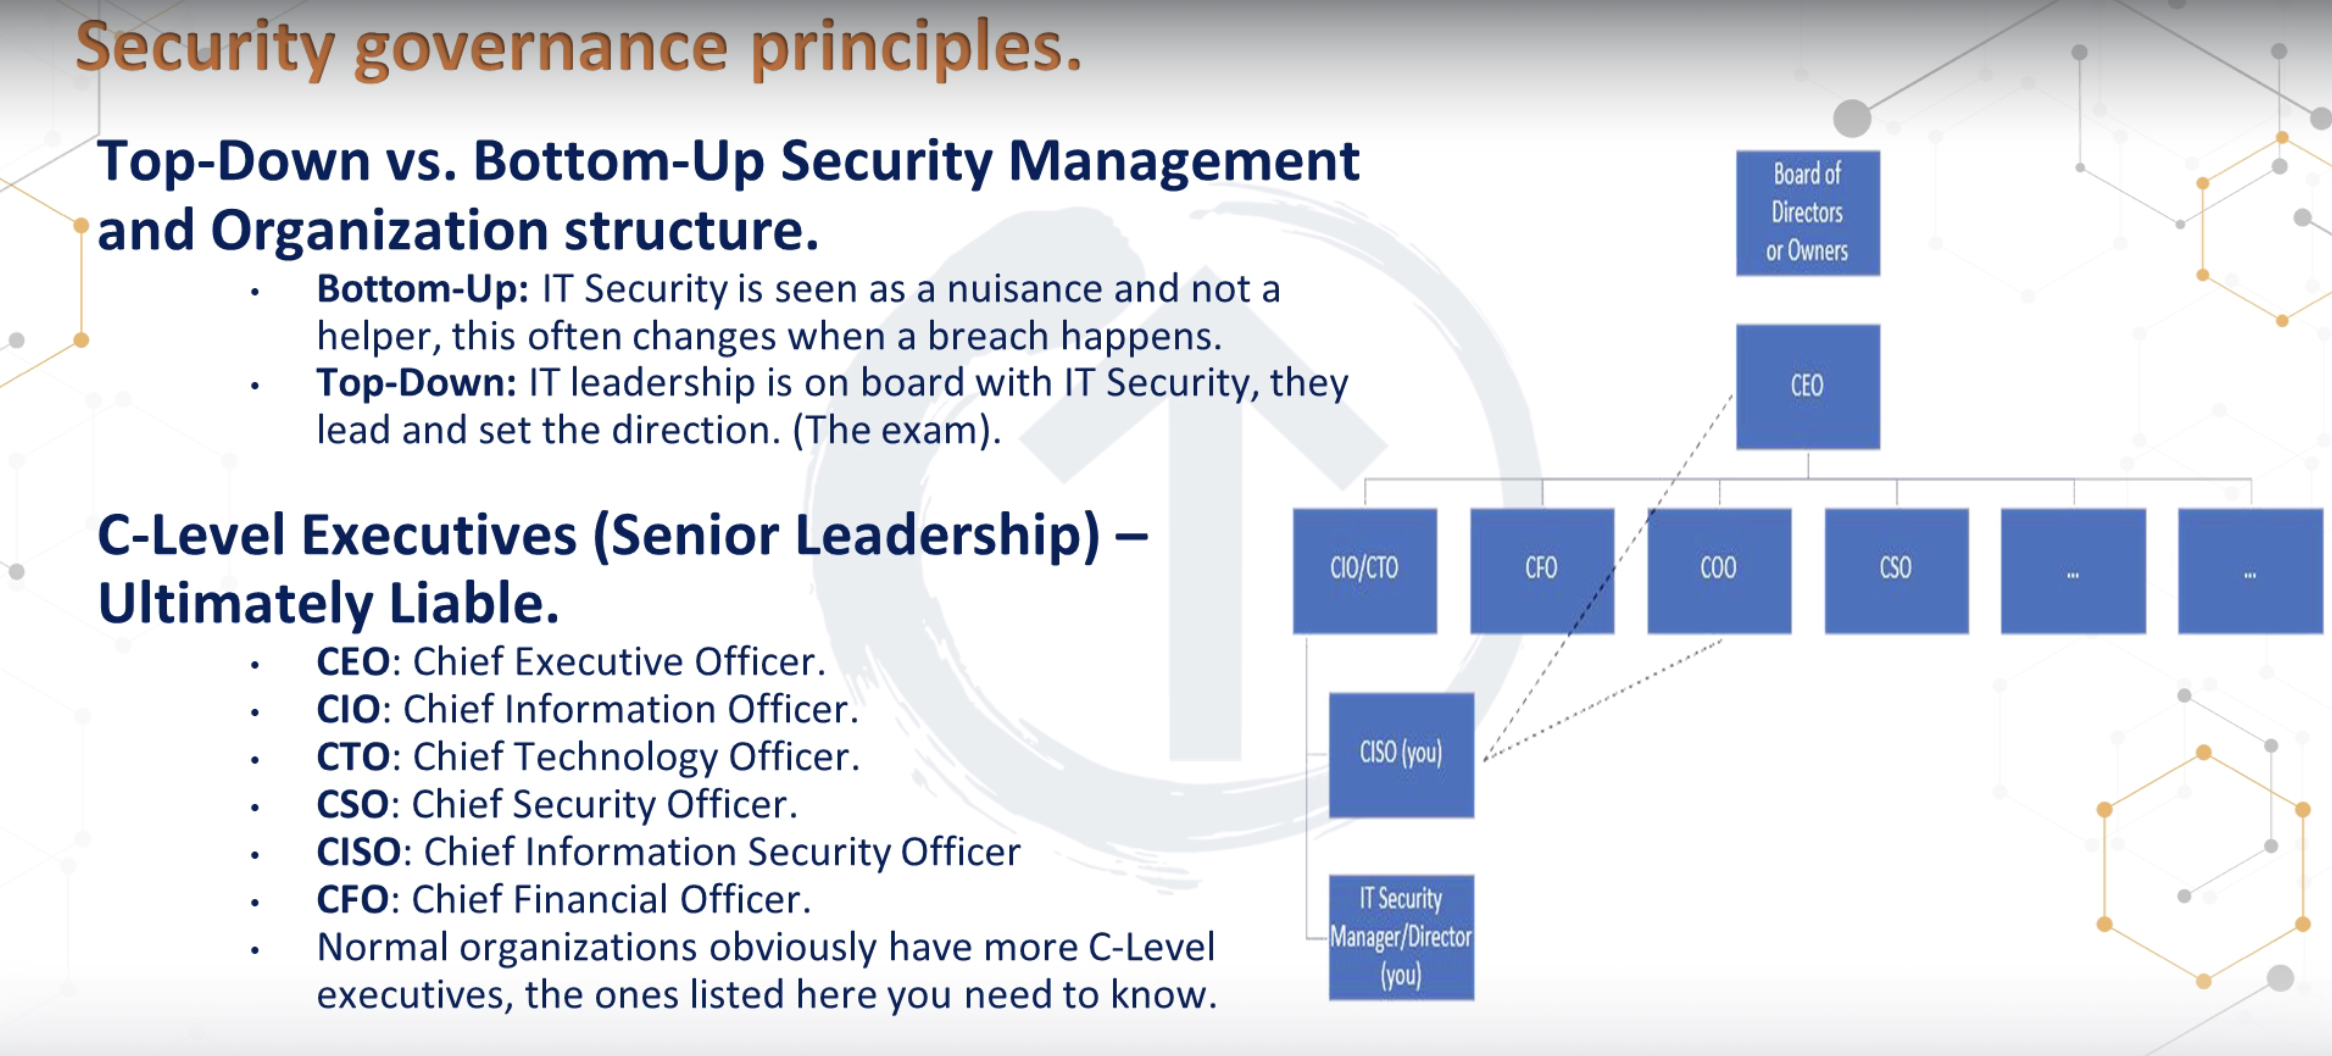 Security governance principles.
Top-Down vs. Bottom-Up Security Management
and Organization structure.
• Bottom-Up: IT Security is seen as a nuisance and not a
helper, this often changes when a breach happens.
• Top-Down: IT leadership is on board with IT Security, they
lead and set the direction. (The exam).
C-Level Executives (Senior Leadership) –
Ultimately Liable.
• CEO: Chief Executive Officer.
• CIO: Chief Information Officer.
• CTO: Chief Technology Officer.
• CSO: Chief Security Officer.
• CISO: Chief Information Security Officer
• CFO: Chief Financial Officer.
• Normal organizations obviously have more C-Level
executives, the ones listed here you need to know.
Board of
Directors
or Owners
CEO
CIO/CTO
CFO
COO
CSO
...
...
CISO (you)
IT Security
Manager/Director
(you)